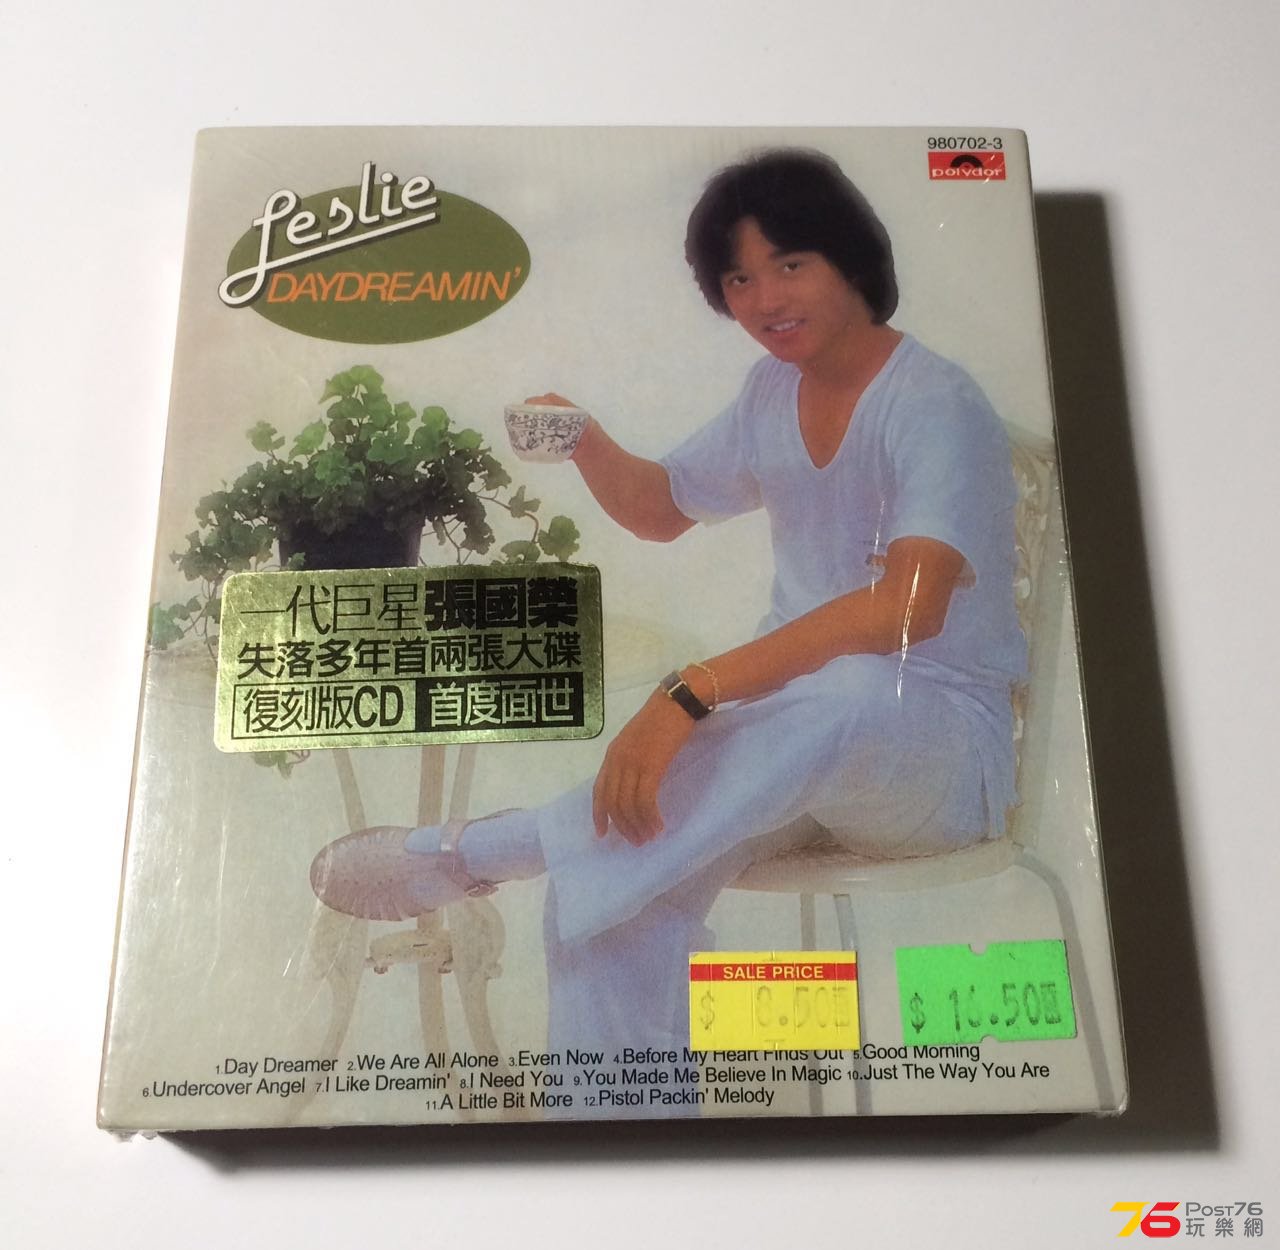 980702-3
polydor
Leslie
DAYDREAMIN'
一代巨星張國榮
失落多年首兩張大碟
復刻版CD 首度面世
SALE PRICE
$ 8.50
$ 16.50
1.Day Dreamer 2.We Are All Alone 3.Even Now 4.Before My Heart Finds Out 5.Good Morning
6.Undercover Angel 7.I Like Dreamin' 8.I Need You 9.You Made Me Believe In Magic 10.Just The Way You Are
11.A Little Bit More 12.Pistol Packin' Melody
76 POST76
玩樂網